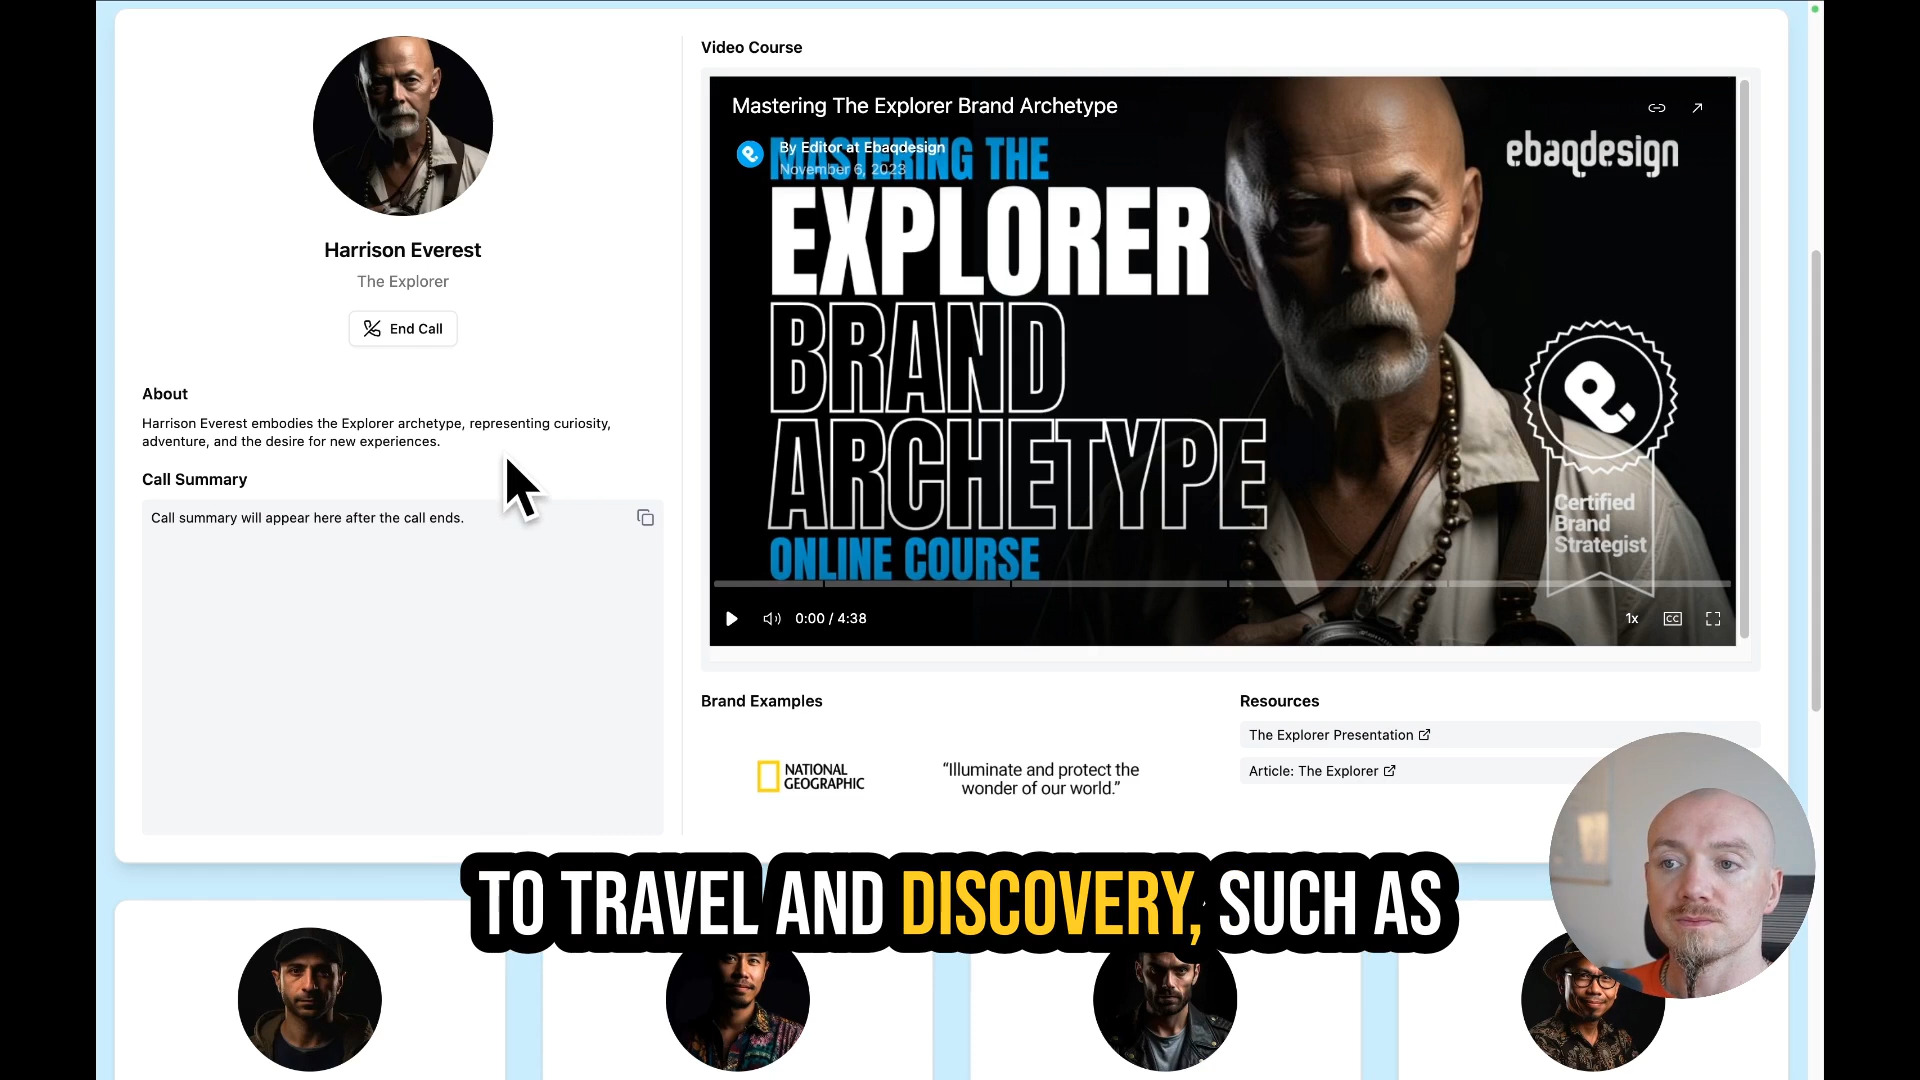 Harrison Everest
The Explorer
End Call
About
Harrison Everest embodies the Explorer archetype, representing curiosity,
adventure, and the desire for new experiences.
Call Summary
Call summary will appear here after the call ends.
Video Course
Mastering The Explorer Brand Archetype
By Editor at Ebaqdesign
November 6, 2023
MASTERING THE
EXPLORER
BRAND
ARCHETYPE
ONLINE COURSE
ebaqdesign
Certified
Brand
Strategist
0:00 / 4:38
1x
CC
Brand Examples
NATIONAL
GEOGRAPHIC
“Illuminate and protect the
wonder of our world.”
Resources
The Explorer Presentation
Article: The Explorer
TO TRAVEL AND DISCOVERY, SUCH AS